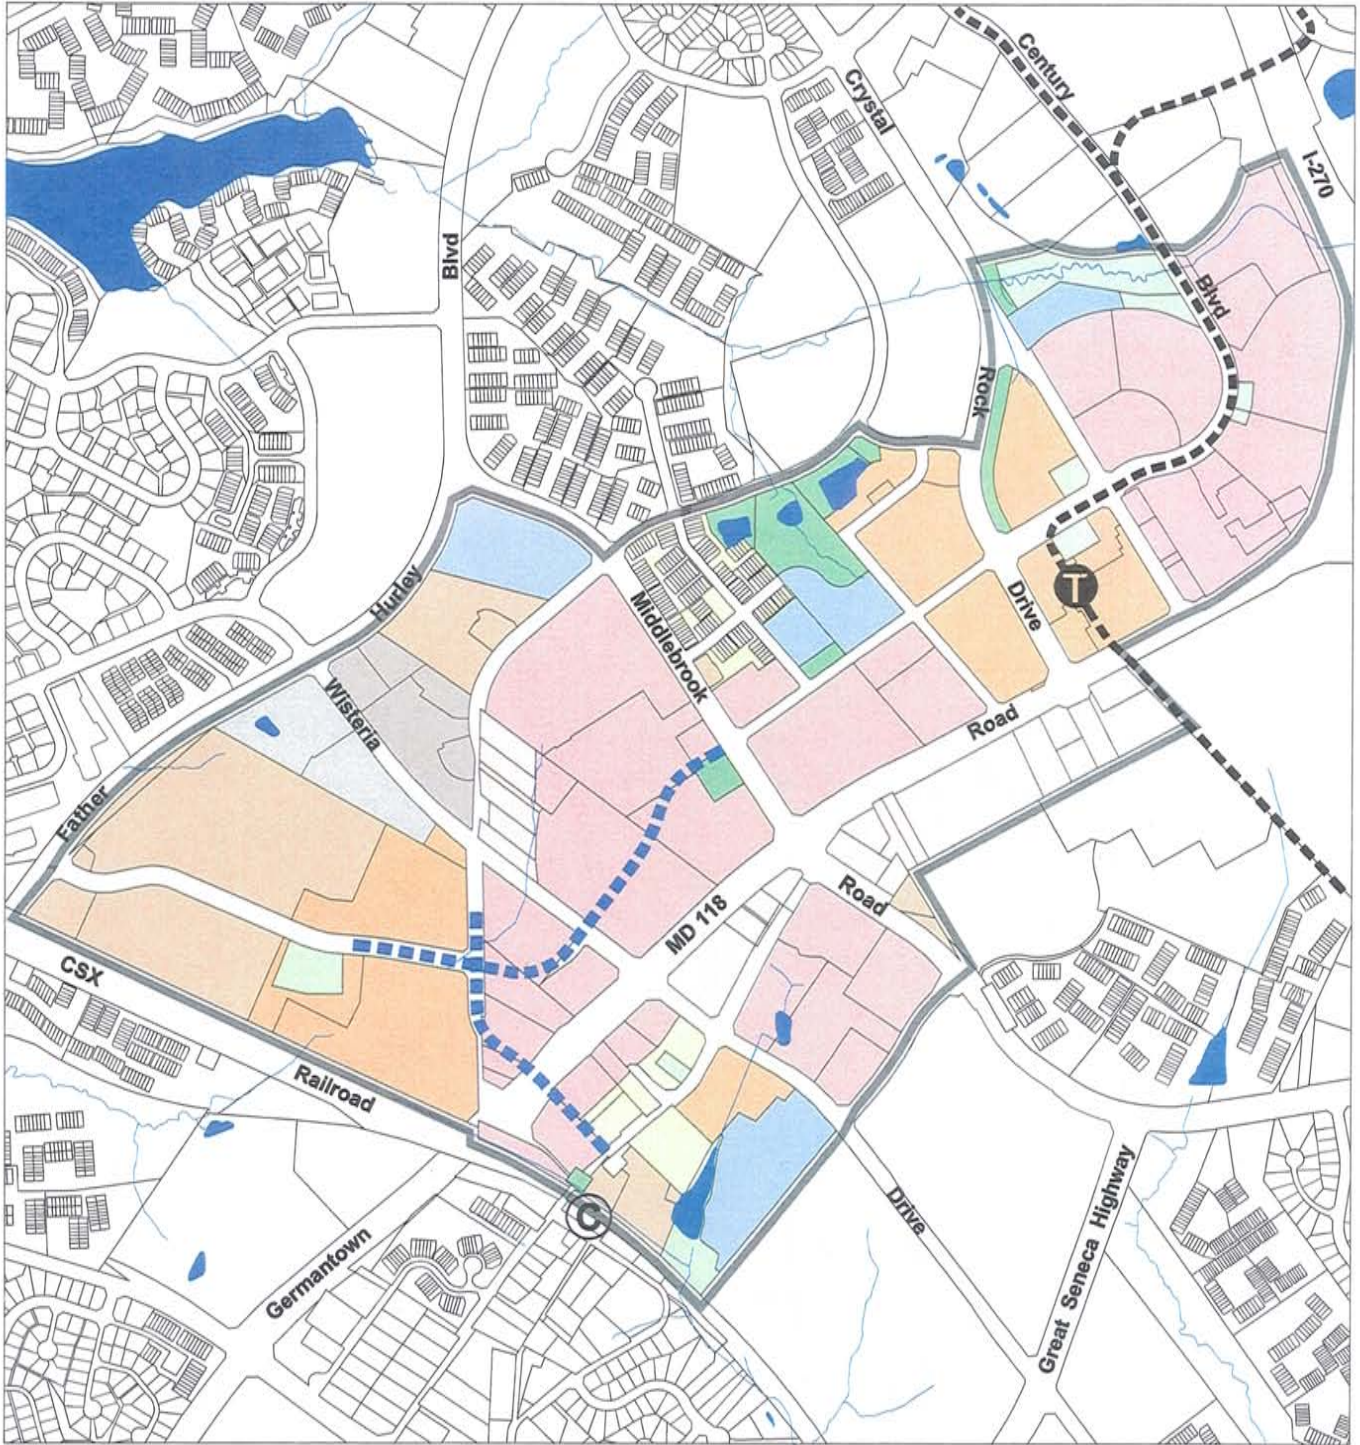 Century
Crystal
I-270
Blvd
Blvd
Rock
Hurley
Middlebrook
Drive
T
Wisteria
Road
Father
Road
MD 118
CSX
Railroad
C
Germantown
Drive
Great Seneca Highway